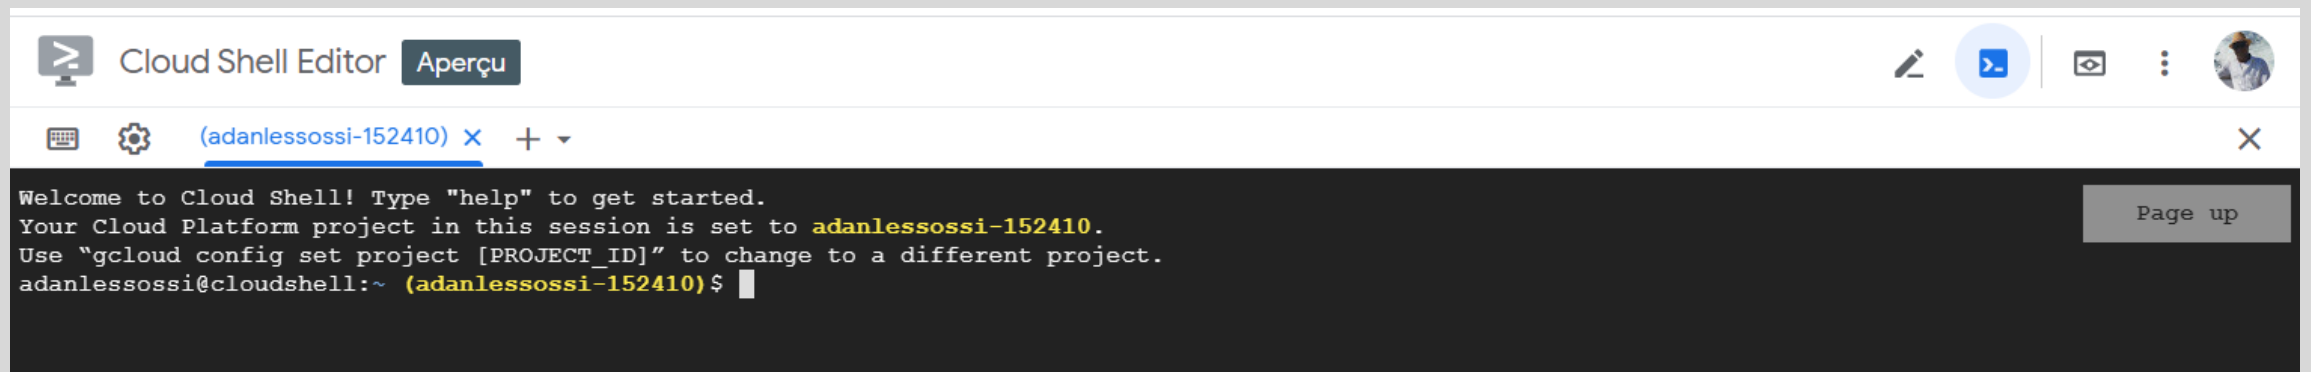 Cloud Shell Editor Aperçu
(adanlessossi-152410)
Welcome to Cloud Shell! Type "help" to get started.
Your Cloud Platform project in this session is set to adanlessossi-152410.
Use “gcloud config set project [PROJECT_ID]” to change to a different project.
adanlessossi@cloudshell:~ (adanlessossi-152410)$
Page up